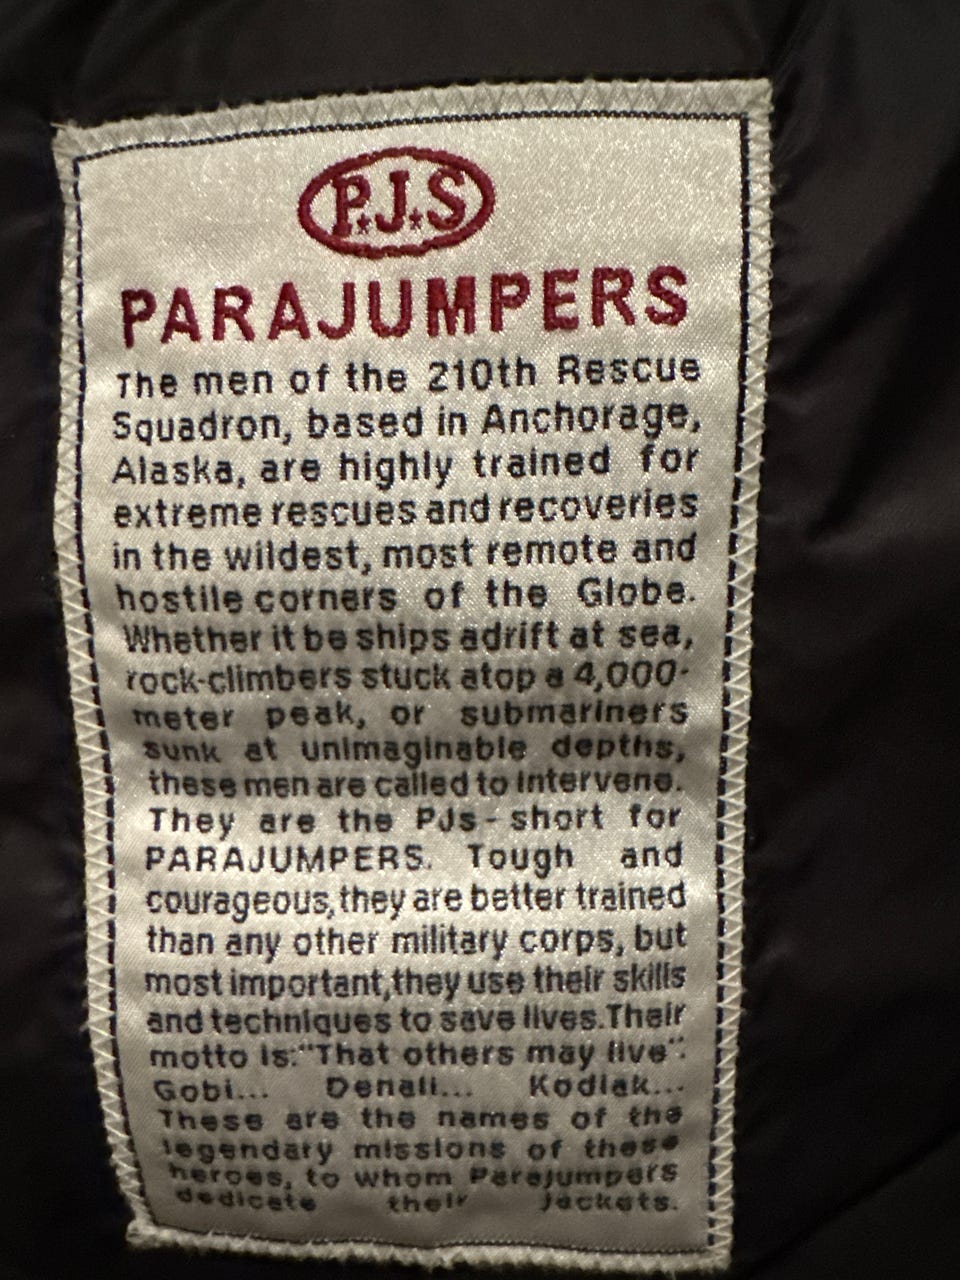 P.J.S
PARAJUMPERS
The men of the 210th Rescue
Squadron, based in Anchorage,
Alaska, are highly trained for
extreme rescues and recoveries
in the wildest, most remote and
hostile corners of the Globe.
Whether it be ships adrift at sea,
rock-climbers stuck atop a 4,000-
meter peak, or submariners
sunk at unimaginable depths,
these men are called to intervene.
They are the PJs - short for
PARAJUMPERS. Tough and
courageous, they are better trained
than any other military corps, but
most important, they use their skills
and techniques to save lives. Their
motto is: "That others may live".
Gobi... Denali... Kodiak...
These are the names of the
legendary missions of these
heroes, to whom Parajumpers
dedicate their jackets.